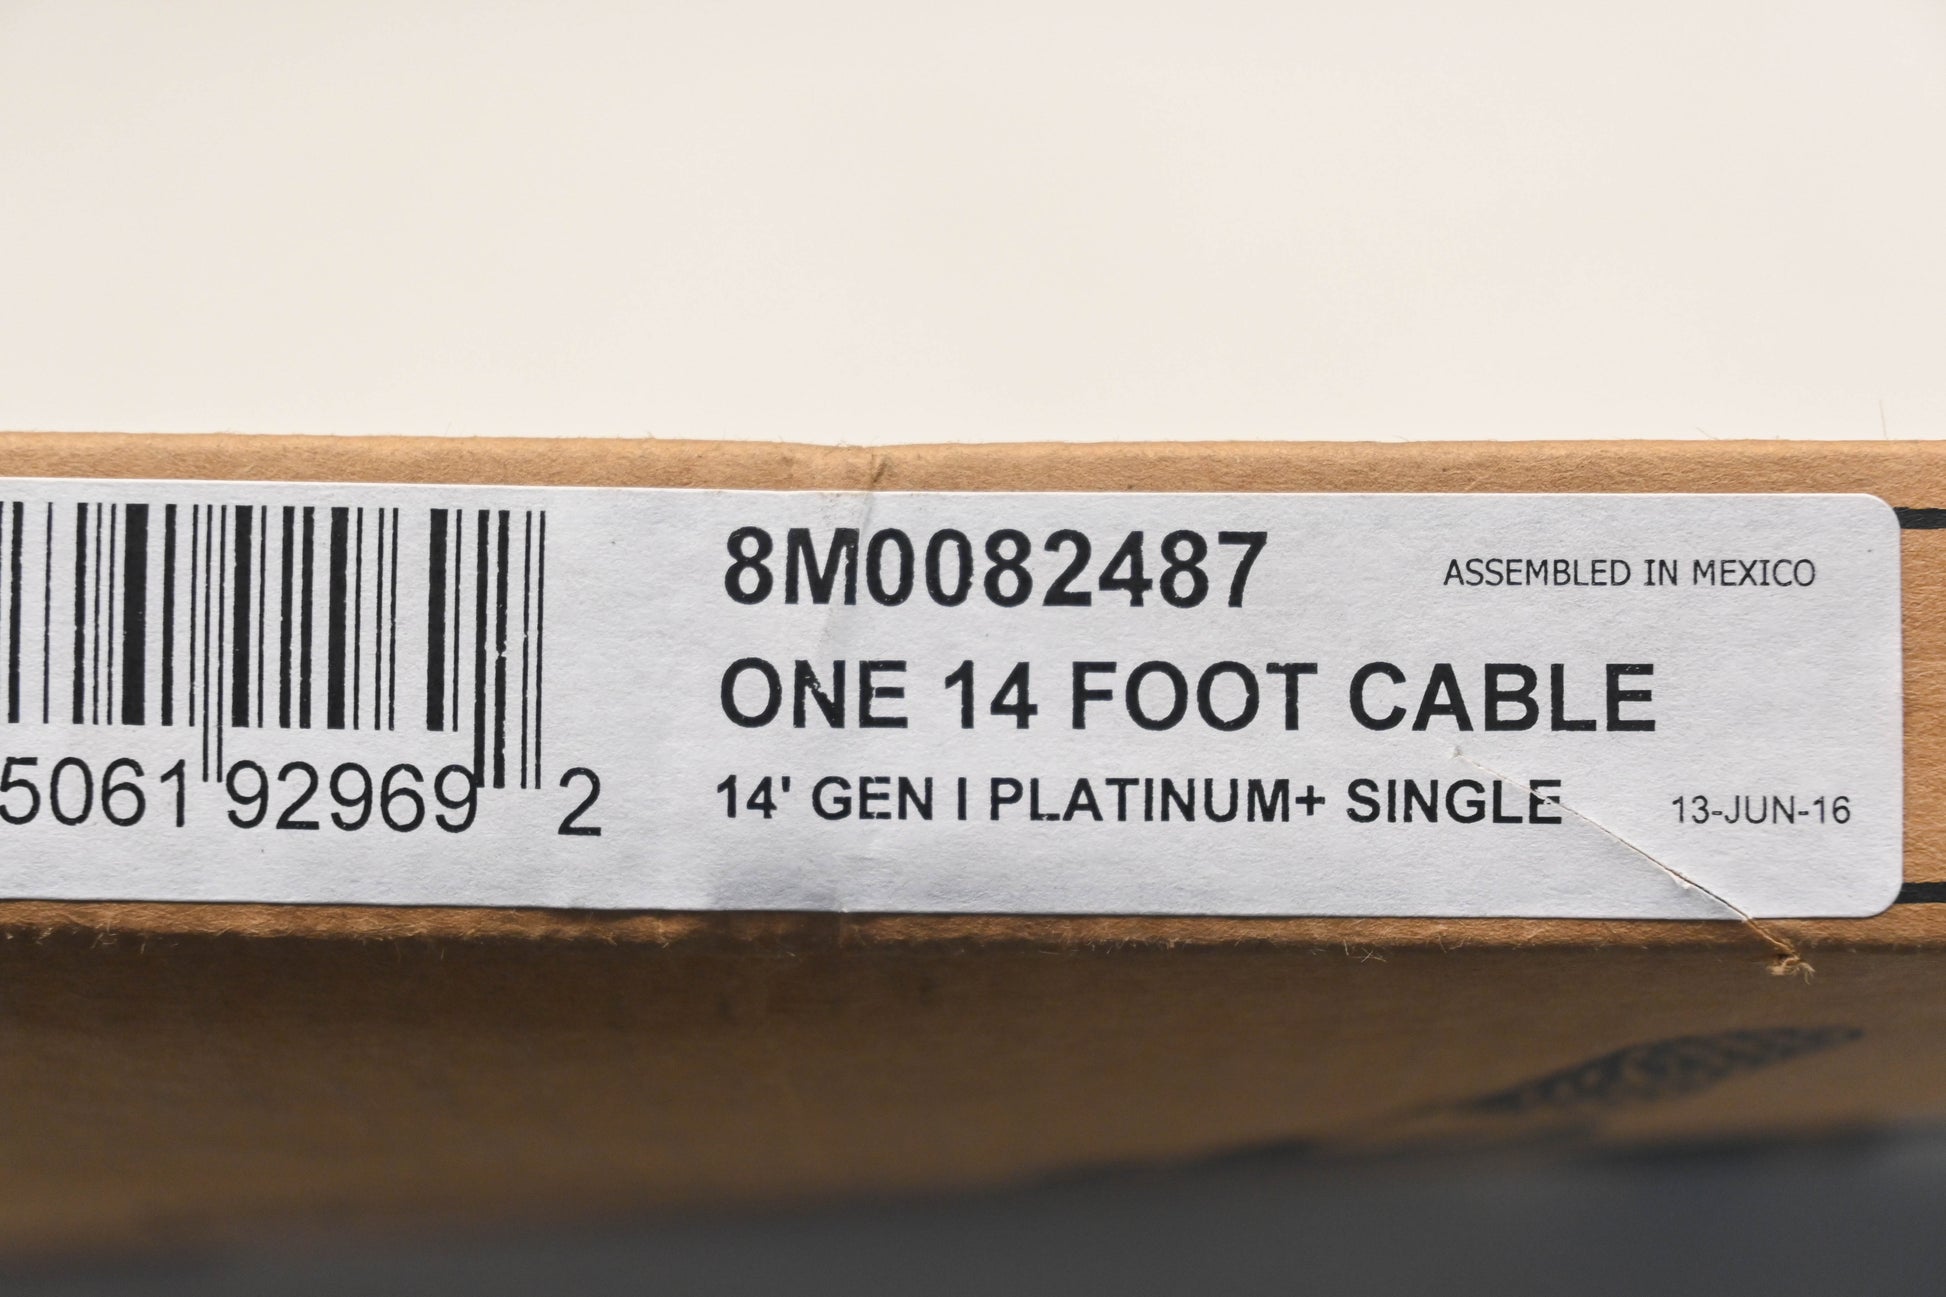 8M0082487
ASSEMBLED IN MEXICO
ONE 14 FOOT CABLE
14' GEN I PLATINUM+ SINGLE
13-JUN-16
5061 92969 2